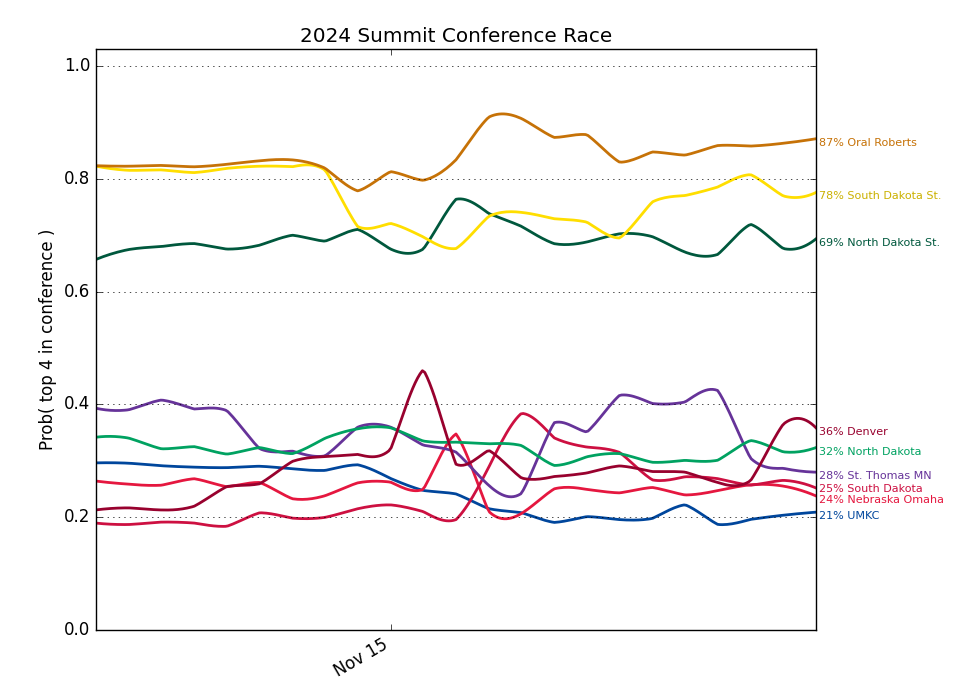 2024 Summit Conference Race
Prob( top 4 in conference )
1.0
0.8
0.6
0.4
0.2
0.0
Nov 15
87% Oral Roberts
78% South Dakota St.
69% North Dakota St.
36% Denver
32% North Dakota
28% St. Thomas MN
25% South Dakota
24% Nebraska Omaha
21% UMKC